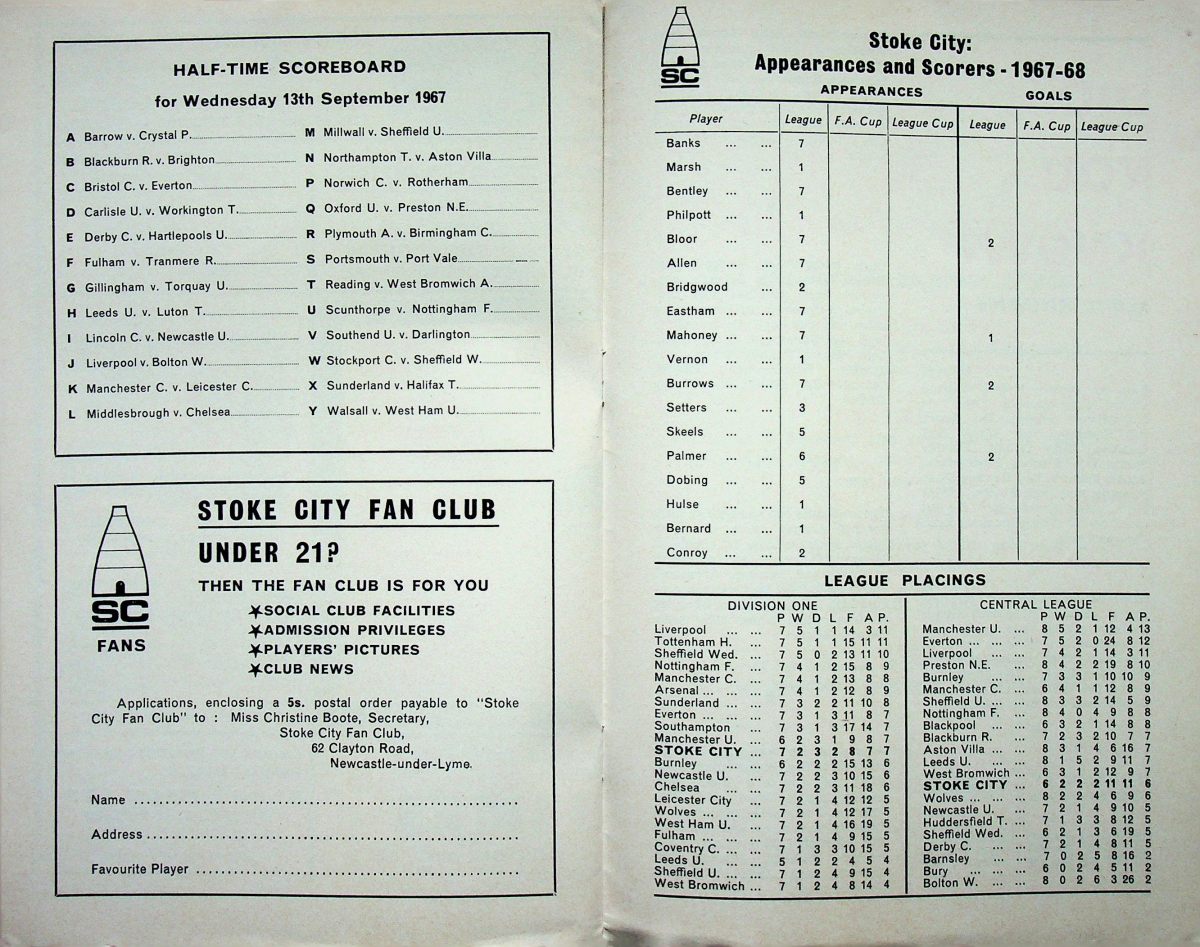 HALF-TIME SCOREBOARD
for Wednesday 13th September 1967
A Barrow v. Crystal P.
B Blackburn R. v. Brighton
C Bristol C. v. Everton
D Carlisle U. v. Workington T.
E Derby C. v. Hartlepools U.
F Fulham v. Tranmere R.
G Gillingham v. Torquay U.
H Leeds U. v. Luton T.
I Lincoln C. v. Newcastle U.
J Liverpool v. Bolton W.
K Manchester C. v. Leicester C.
L Middlesbrough v. Chelsea
M Millwall v. Sheffield U.
N Northampton T. v. Aston Villa
P Norwich C. v. Rotherham
Q Oxford U. v. Preston N.E.
R Plymouth A. v. Birmingham C.
S Portsmouth v. Port Vale
T Reading v. West Bromwich A.
U Scunthorpe v. Nottingham F.
V Southend U. v. Darlington
W Stockport C. v. Sheffield W.
X Sunderland v. Halifax T.
Y Walsall v. West Ham U.
SC
FANS
STOKE CITY FAN CLUB
UNDER 21?
THEN THE FAN CLUB IS FOR YOU
★SOCIAL CLUB FACILITIES
★ADMISSION PRIVILEGES
★PLAYERS' PICTURES
★CLUB NEWS
Applications, enclosing a 5s. postal order payable to "Stoke
City Fan Club" to : Miss Christine Boote, Secretary,
Stoke City Fan Club,
62 Clayton Road,
Newcastle-under-Lyme.
Name
Address
Favourite Player
SC
Stoke City:
Appearances and Scorers - 1967-68
APPEARANCES GOALS
Player League F.A. Cup League Cup League F.A. Cup League Cup
Banks ... ... 7
Marsh ... ... 1
Bentley ... ... 7
Philpott ... ... 1
Bloor ... ... 7 2
Allen ... ... 7
Bridgwood ... 2
Eastham ... ... 7
Mahoney ... ... 7 1
Vernon ... ... 1
Burrows ... ... 7 2
Setters ... ... 3
Skeels ... ... 5
Palmer ... ... 6 2
Dobing ... ... 5
Hulse ... ... 1
Bernard ... ... 1
Conroy ... ... 2
LEAGUE PLACINGS
DIVISION ONE
P W D L F A P.
Liverpool ... ... 7 5 1 1 14 3 11
Tottenham H. ... 7 5 1 1 15 11 11
Sheffield Wed. ... 7 5 0 2 13 11 10
Nottingham F. ... 7 4 1 2 15 8 9
Manchester C. ... 7 4 1 2 13 8 8
Arsenal ... ... 7 4 1 2 12 8 9
Sunderland ... ... 7 3 2 2 11 10 8
Everton ... ... 7 3 1 3 11 8 7
Southampton ... 7 3 1 3 17 14 7
Manchester U. ... 6 2 3 1 9 8 7
STOKE CITY ... 7 2 3 2 8 7 7
Burnley ... ... 6 2 2 2 15 13 6
Newcastle U. ... 7 2 2 3 10 15 6
Chelsea ... ... 7 2 2 3 11 18 6
Leicester City ... 7 2 1 4 12 12 5
Wolves ... ... 7 2 1 4 12 17 5
West Ham U. ... 7 2 1 4 16 19 5
Fulham ... ... 7 2 1 4 9 15 5
Coventry C. ... 7 1 3 3 10 15 5
Leeds U. ... 5 1 2 2 4 5 4
Sheffield U. ... 7 1 2 4 9 15 4
West Bromwich ... 7 1 2 4 8 14 4
CENTRAL LEAGUE
P W D L F A P.
Manchester U. ... 8 5 2 1 12 4 13
Everton ... ... ... 7 5 2 0 24 8 12
Liverpool ... ... 7 4 2 1 14 3 11
Preston N.E. ... 8 4 2 2 19 8 10
Burnley ... ... 7 3 3 1 10 10 9
Manchester C. ... 6 4 1 1 12 8 9
Sheffield U. ... ... 8 3 3 2 14 5 9
Nottingham F. ... 8 4 0 4 9 8 8
Blackpool ... ... 6 3 2 1 14 8 8
Blackburn R. ... 7 2 3 2 10 7 7
Aston Villa ... ... 8 3 1 4 6 16 7
Leeds U. ... ... 8 1 5 2 9 11 7
West Bromwich ... 6 3 1 2 12 9 7
STOKE CITY ... 6 2 2 2 11 11 6
Wolves ... ... ... 8 2 2 4 6 9 6
Newcastle U. ... 7 2 1 4 9 10 5
Huddersfield T. ... 7 1 3 3 8 12 5
Sheffield Wed. ... 6 2 1 3 6 19 5
Derby C. ... ... 7 2 1 4 8 11 5
Barnsley ... ... 7 0 2 5 8 16 2
Bury ... ... ... 6 0 2 4 5 11 2
Bolton W. ... ... 8 0 2 6 3 26 2